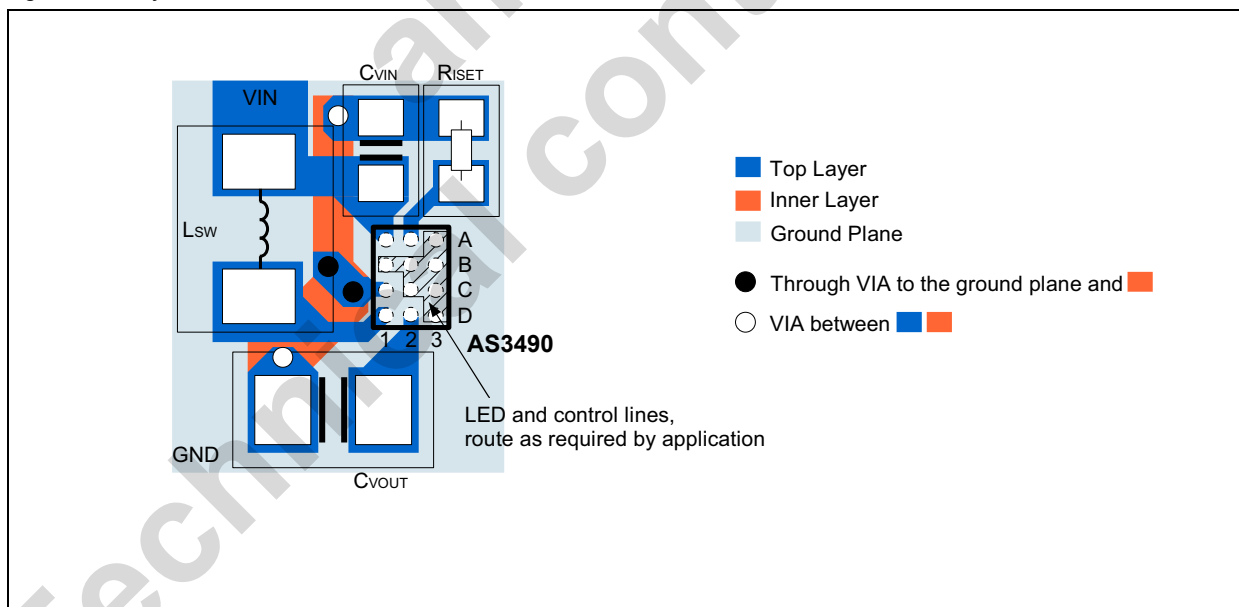 CVIN
RISET
VIN
LSW
A
B
C
D
1 2 3
AS3490
LED and control lines,
route as required by application
GND
CVOUT
Top Layer
Inner Layer
Ground Plane
Through VIA to the ground plane and
VIA between